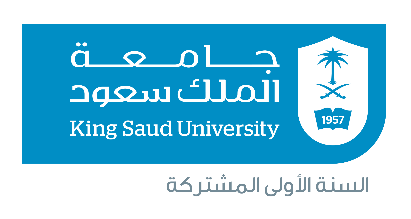 جامعة
الملك سعود
King Saud University
1957
السنة الأولى المشتركة